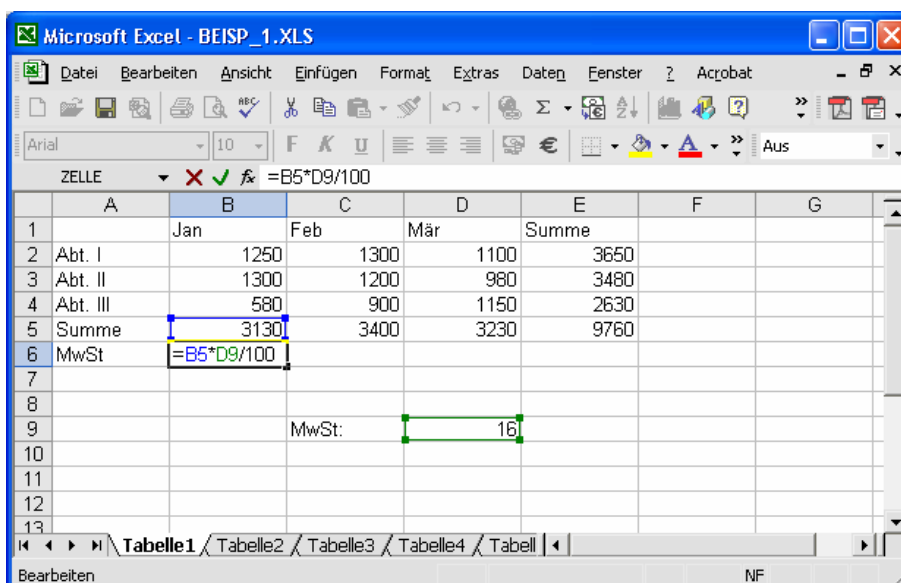 Microsoft Excel - BEISP_1.XLS
Datei Bearbeiten Ansicht Einfügen Format Extras Daten Fenster ? Acrobat
ABC
Arial 10 F K U € A Aus
ZELLE fx =B5*D9/100
A B C D E F G
1 Jan Feb Mär Summe
2 Abt. I 1250 1300 1100 3650
3 Abt. II 1300 1200 980 3480
4 Abt. III 580 900 1150 2630
5 Summe 3130 3400 3230 9760
6 MwSt =B5*D9/100
7
8
9 MwSt: 16
10
11
12
13
Tabelle1 Tabelle2 Tabelle3 Tabelle4 Tabell
Bearbeiten NF